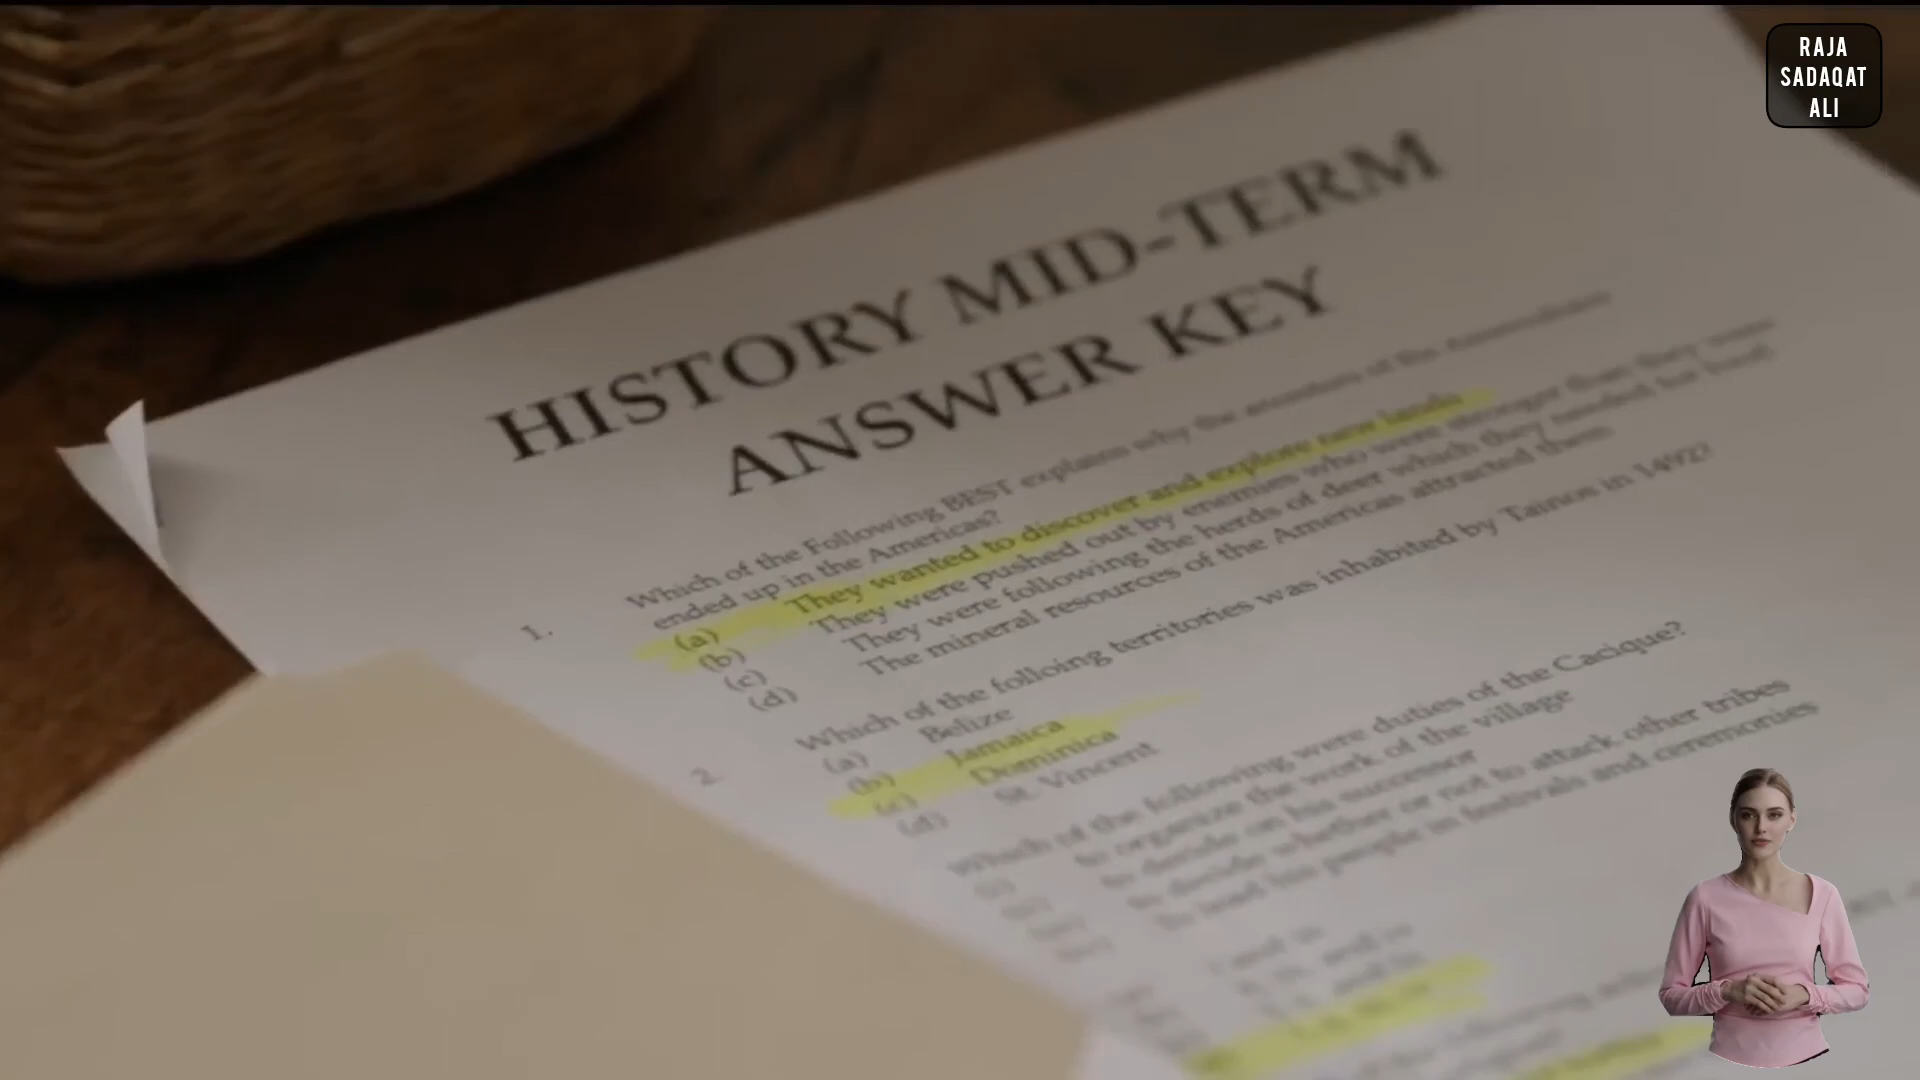 RAJA
SADAQAT
ALI
HISTORY MID-TERM
ANSWER KEY
1. Which of the Following BEST explains why the ancestors of the
ended up in the Americas?
(a) They wanted to discover and explore new lands
(b) They were pushed out by enemies who were stronger than they were
(c) They were following the herds of deer which they needed for food
(d) The mineral resources of the Americas attracted them
2. Which of the folloing territories was inhabited by Tainos in 1492?
(a) Belize
(b) Jamaica
(c) Dominica
(d) St. Vincent
Which of the following were duties of the Cacique?
to organize the work of the village
to decide on his successor
to decide whether or not to attack other tribes
to lead his people in festivals and ceremonies